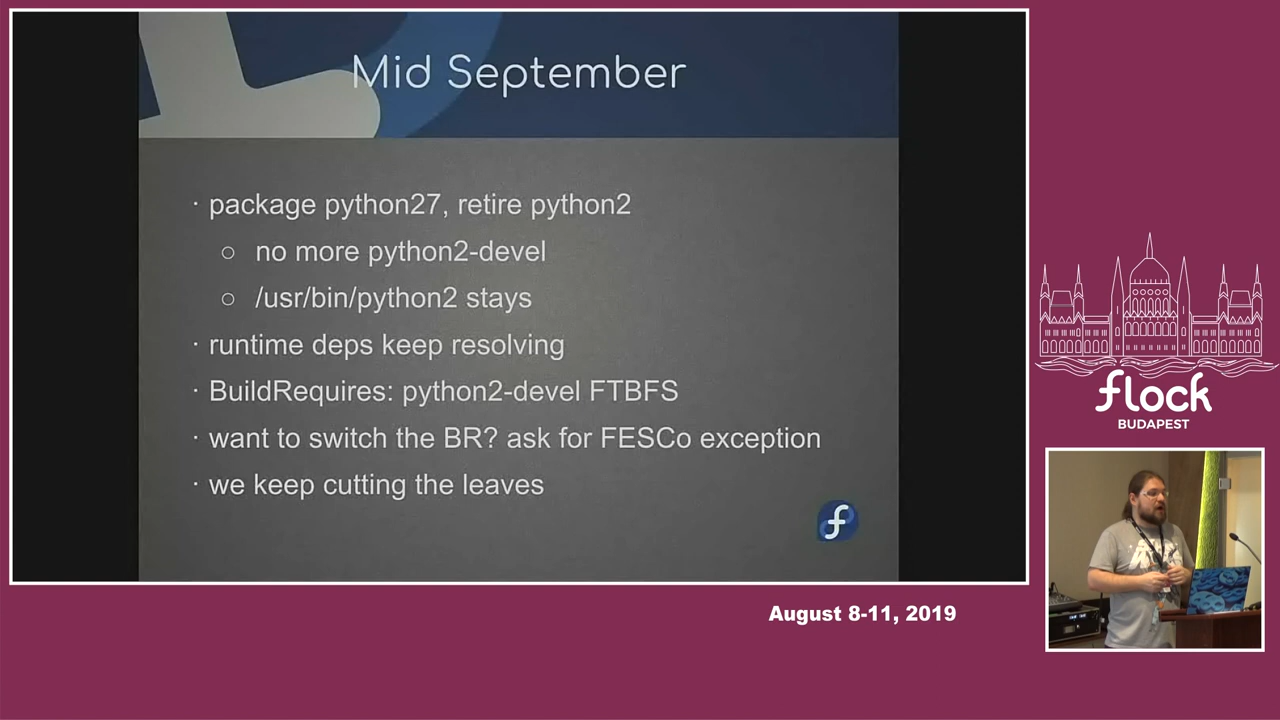 Mid September
· package python27, retire python2
○ no more python2-devel
○ /usr/bin/python2 stays
· runtime deps keep resolving
· BuildRequires: python2-devel FTBFS
· want to switch the BR? ask for FESCo exception
· we keep cutting the leaves
flock
BUDAPEST
August 8-11, 2019